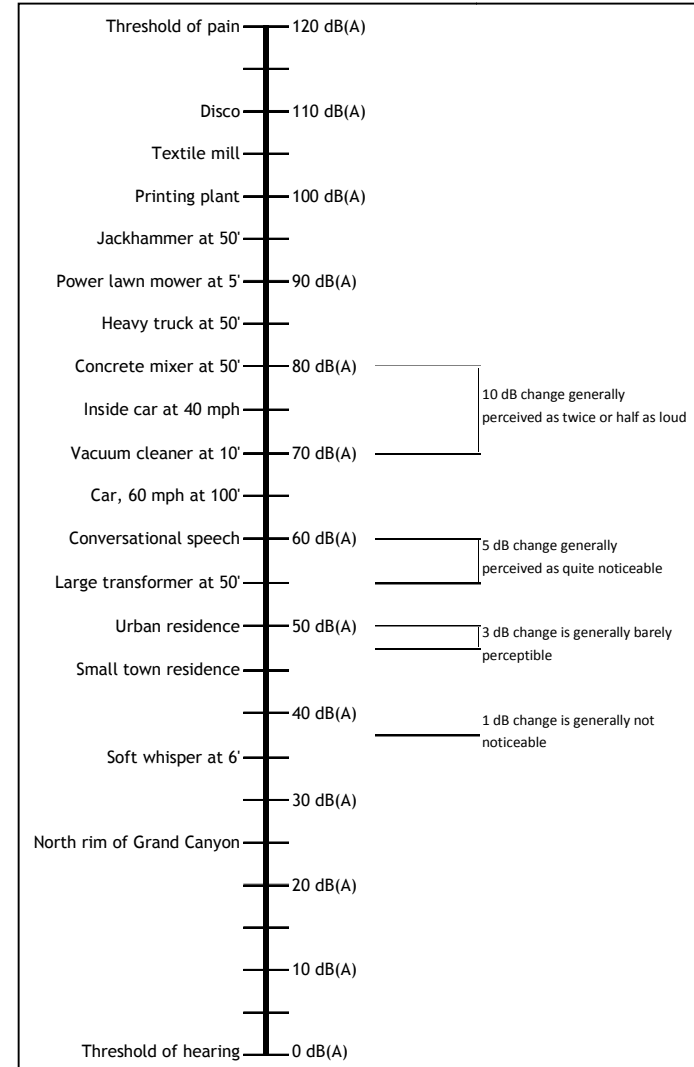 Threshold of pain 120 dB(A)
Disco 110 dB(A)
Textile mill
Printing plant 100 dB(A)
Jackhammer at 50'
Power lawn mower at 5' 90 dB(A)
Heavy truck at 50'
Concrete mixer at 50' 80 dB(A)
10 dB change generally
perceived as twice or half as loud
Inside car at 40 mph
Vacuum cleaner at 10' 70 dB(A)
Car, 60 mph at 100'
Conversational speech 60 dB(A)
5 dB change generally
perceived as quite noticeable
Large transformer at 50'
Urban residence 50 dB(A)
3 dB change is generally barely
perceptible
Small town residence
40 dB(A)
1 dB change is generally not
noticeable
Soft whisper at 6'
30 dB(A)
North rim of Grand Canyon
20 dB(A)
10 dB(A)
Threshold of hearing 0 dB(A)